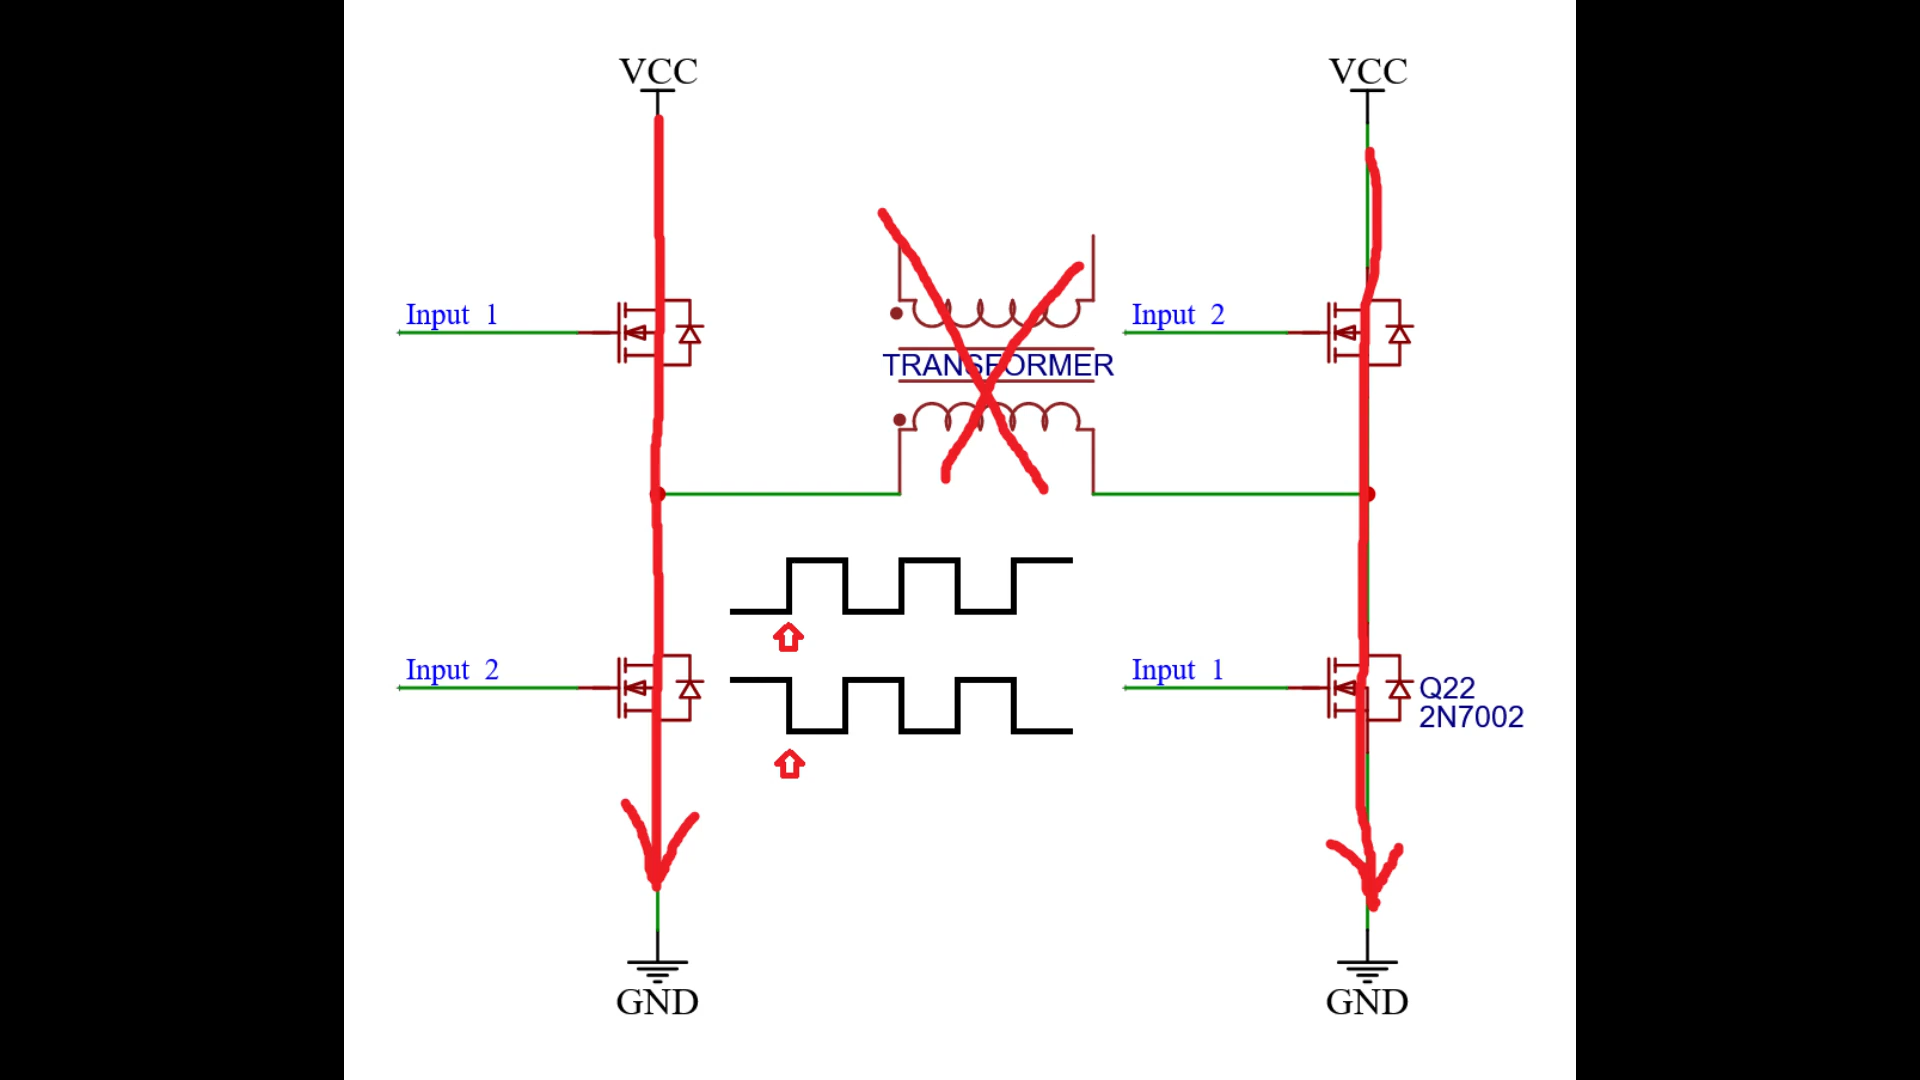 VCC
VCC
Input 1
Input 2
TRANSFORMER
Input 2
Input 1
Q22
2N7002
GND
GND